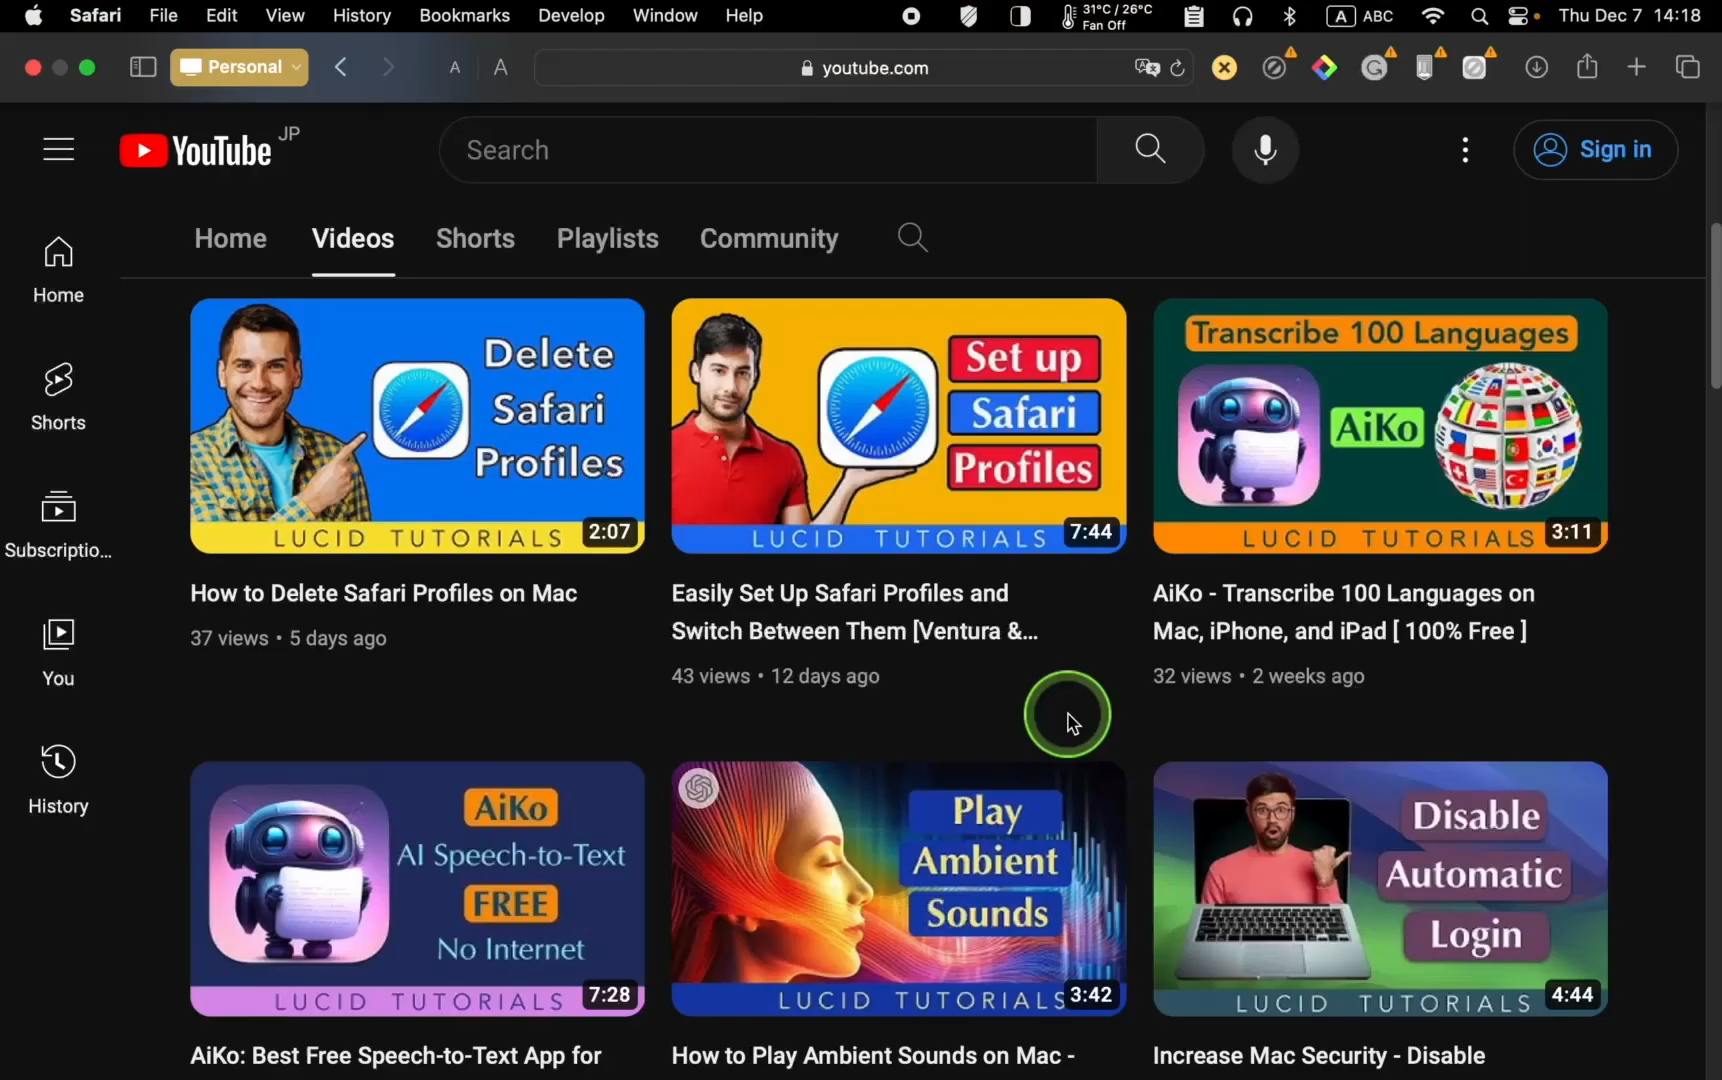 Safari File Edit View History Bookmarks Develop Window Help 31°C / 26°C Fan Off A ABC Thu Dec 7 14:18
Personal A A youtube.com
YouTube JP Search Sign in
Home Videos Shorts Playlists Community
Home
Shorts
Subscriptio...
You
History
Delete
Safari
Profiles
LUCID TUTORIALS 2:07
How to Delete Safari Profiles on Mac
37 views • 5 days ago
Set up
Safari
Profiles
LUCID TUTORIALS 7:44
Easily Set Up Safari Profiles and
Switch Between Them [Ventura &...
43 views • 12 days ago
Transcribe 100 Languages
AiKo
LUCID TUTORIALS 3:11
AiKo - Transcribe 100 Languages on
Mac, iPhone, and iPad [ 100% Free ]
32 views • 2 weeks ago
AiKo
AI Speech-to-Text
FREE
No Internet
LUCID TUTORIALS 7:28
AiKo: Best Free Speech-to-Text App for
Play
Ambient
Sounds
LUCID TUTORIALS 3:42
How to Play Ambient Sounds on Mac -
Disable
Automatic
Login
LUCID TUTORIALS 4:44
Increase Mac Security - Disable